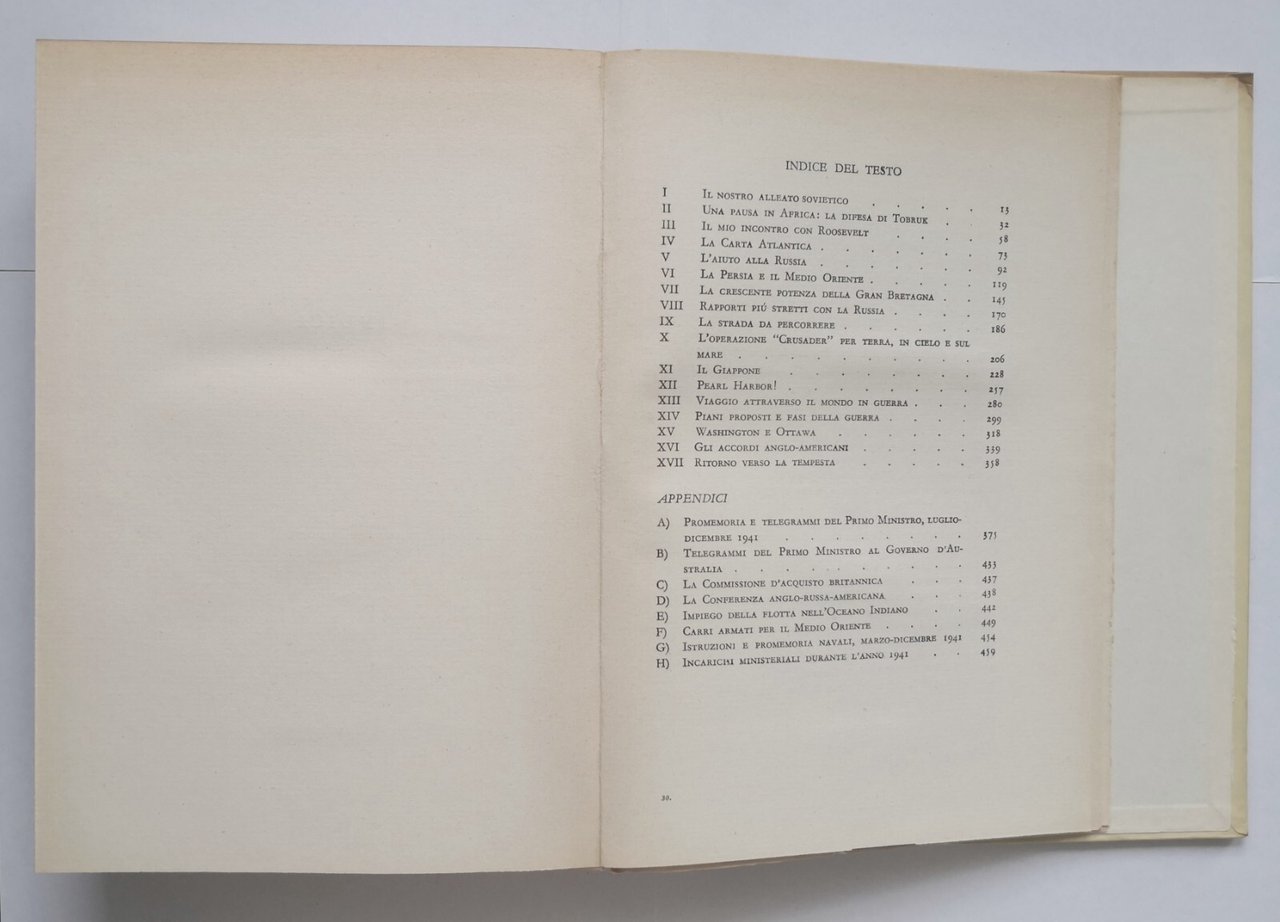 INDICE DEL TESTO
I Il nostro alleato sovietico . . . . . 13
II Una pausa in Africa: la difesa di Tobruk . . 32
III Il mio incontro con Roosevelt . . . . 58
IV La Carta Atlantica . . . . . . . 73
V L'aiuto alla Russia . . . . . . . 92
VI La Persia e il Medio Oriente . . . . . 119
VII La crescente potenza della Gran Bretagna . . 145
VIII Rapporti piú stretti con la Russia . . . . 170
IX La strada da percorrere . . . . . . 186
X L'operazione "Crusader" per terra, in cielo e sul
mare . . . . . . . . . . 206
XI Il Giappone . . . . . . . . 228
XII Pearl Harbor! . . . . . . . . 257
XIII Viaggio attraverso il mondo in guerra . . . 280
XIV Piani proposti e fasi della guerra . . . . 299
XV Washington e Ottawa . . . . . . 318
XVI Gli accordi anglo-americani . . . . . 339
XVII Ritorno verso la tempesta . . . . . 358
APPENDICI
A) Promemoria e telegrammi del Primo Ministro, luglio-
dicembre 1941 . . . . . . . . 375
B) Telegrammi del Primo Ministro al Governo d'Au-
stralia . . . . . . . . . . 433
C) La Commissione d'acquisto britannica . . . 437
D) La Conferenza anglo-russa-americana . . . 438
E) Impiego della flotta nell'Oceano Indiano . . 442
F) Carri armati per il Medio Oriente . . . . 449
G) Istruzioni e promemoria navali, marzo-dicembre 1941 454
H) Incarichi ministeriali durante l'anno 1941 . . 459
30.